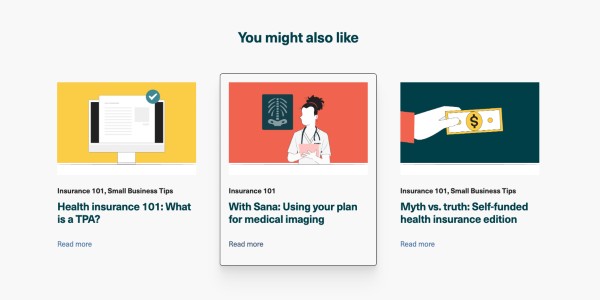 You might also like
Insurance 101, Small Business Tips
Health insurance 101: What
is a TPA?
Read more
$
Insurance 101
With Sana: Using your plan
for medical imaging
Read more
Insurance 101, Small Business Tips
Myth vs. truth: Self-funded
health insurance edition
Read more